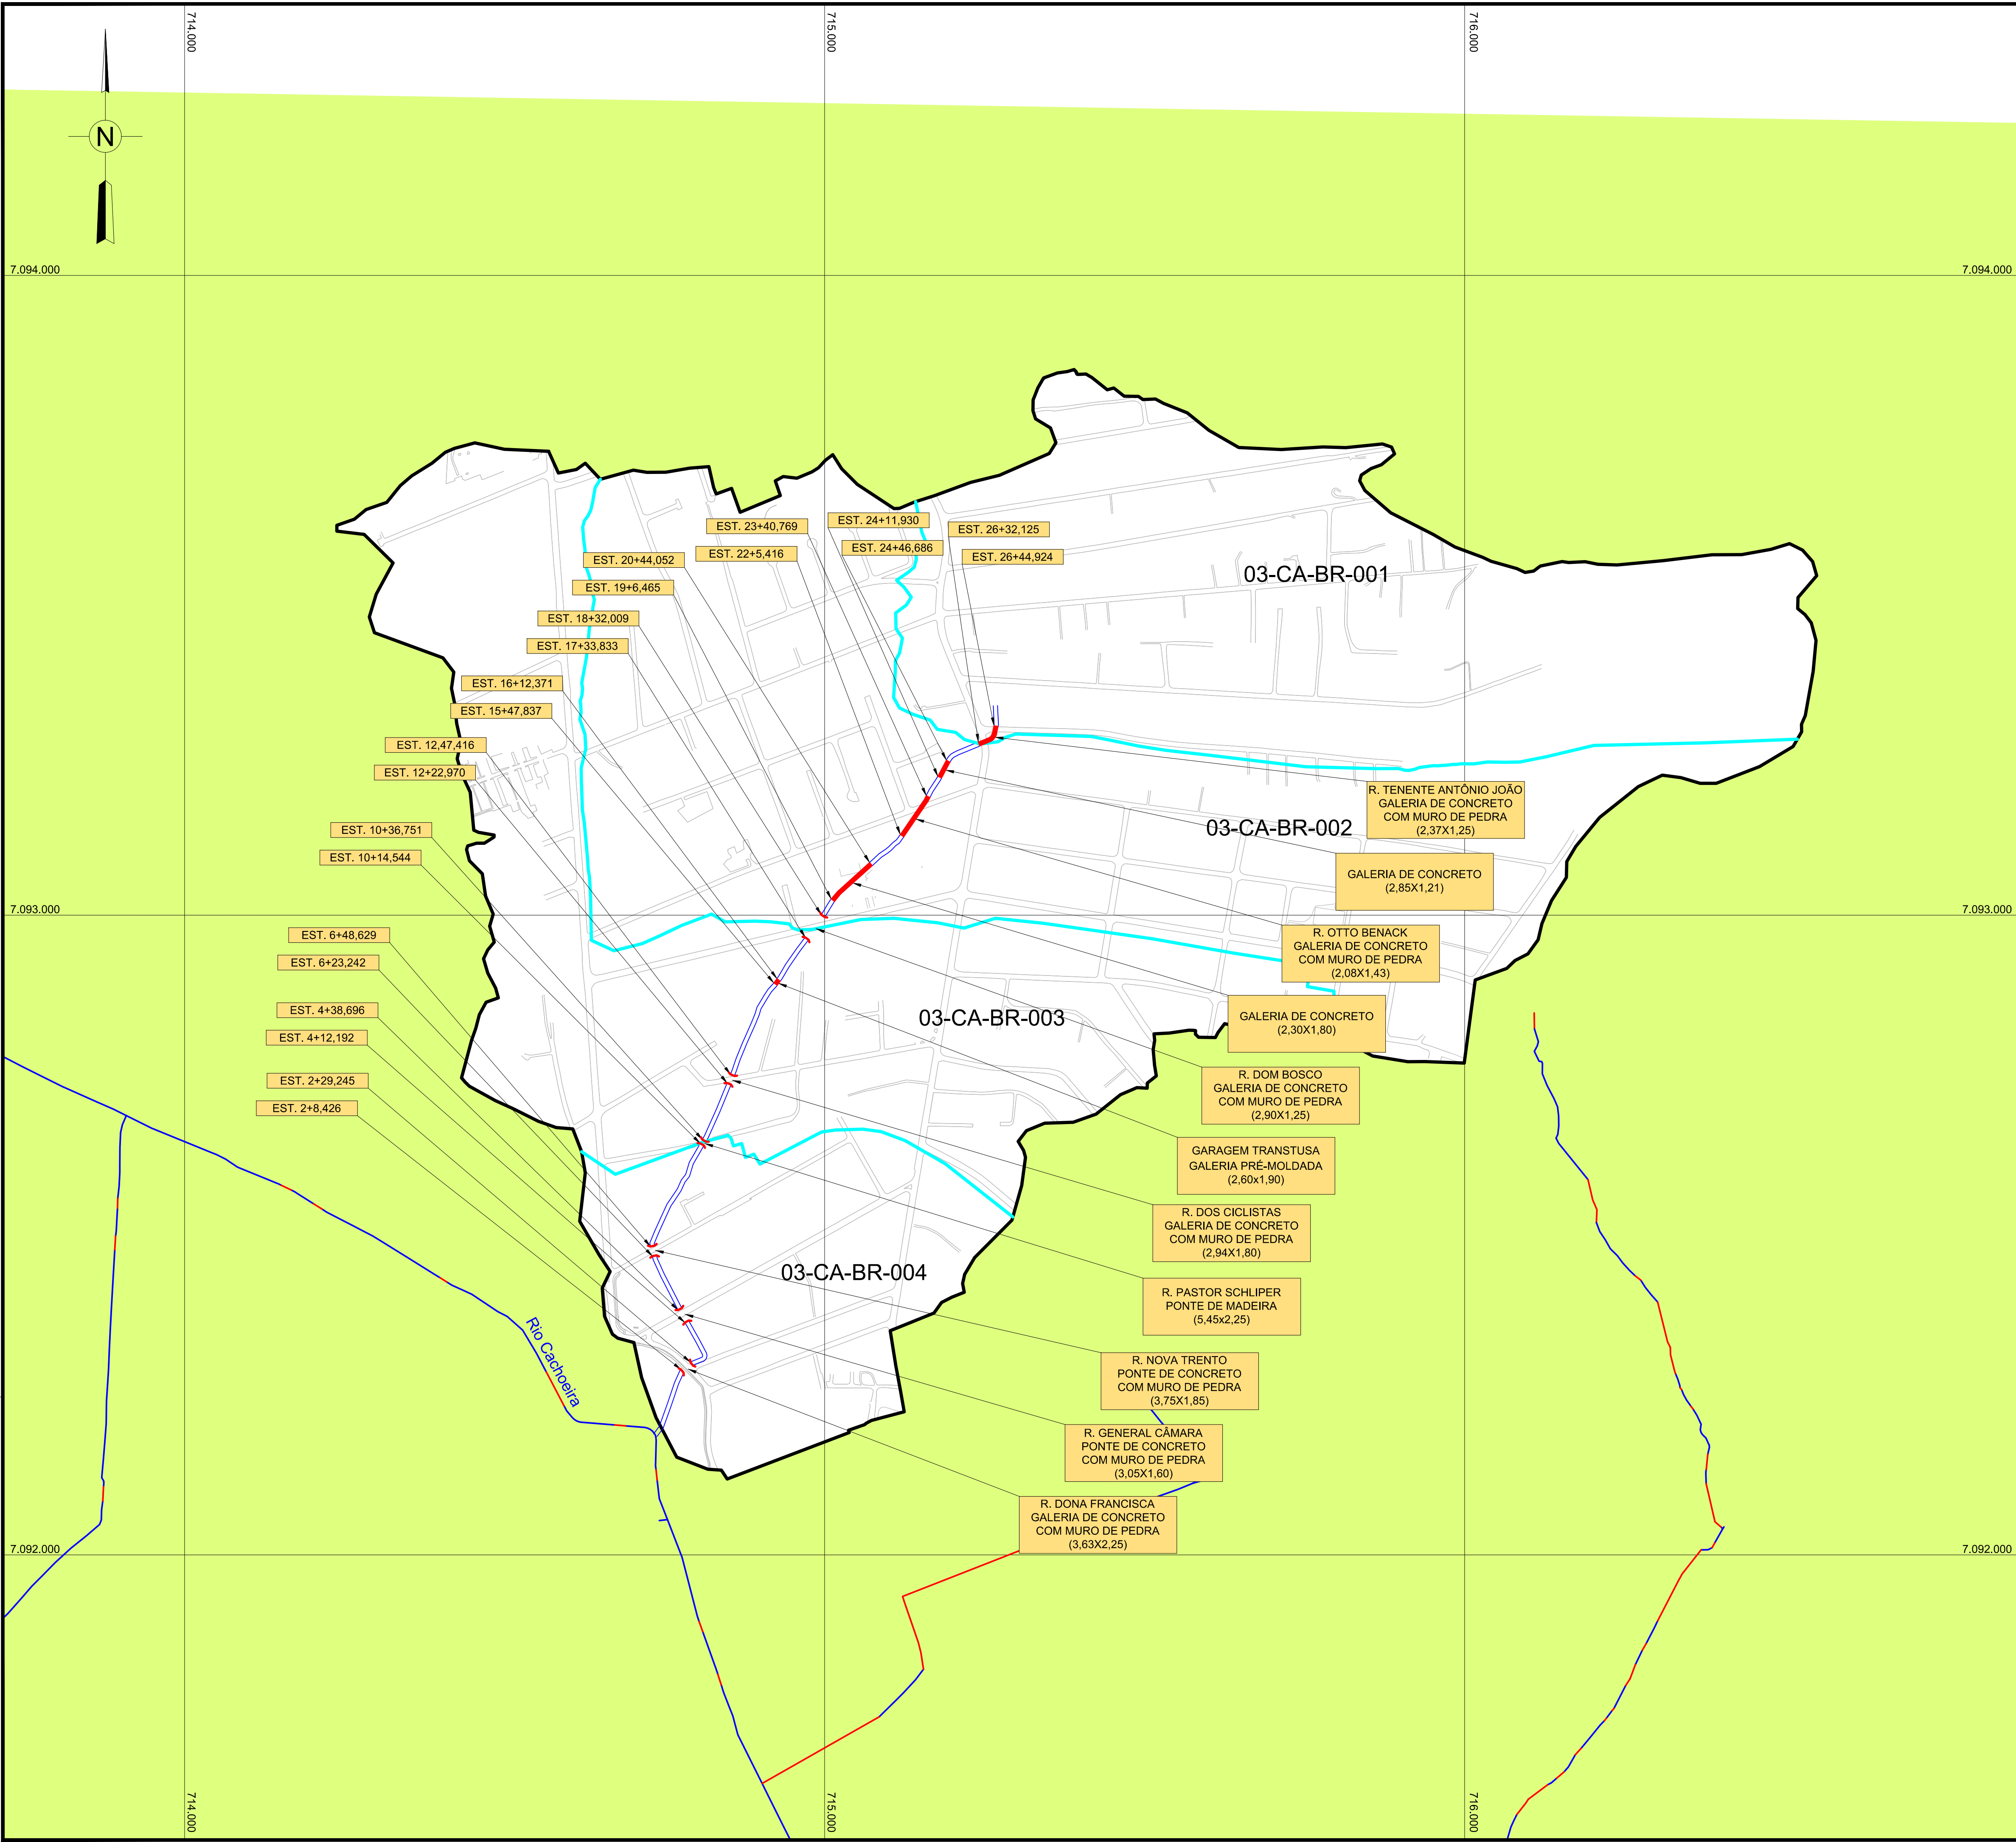 714.000
715.000
716.000
N
7.094.000
7.094.000
EST. 23+40,769
EST. 24+11,930
EST. 26+32,125
EST. 22+5,416
EST. 24+46,686
EST. 26+44,924
EST. 20+44,052
EST. 19+6,465
03-CA-BR-001
EST. 18+32,009
EST. 17+33,833
EST. 16+12,371
EST. 15+47,837
EST. 12,47,416
EST. 12+22,970
R. TENENTE ANTÔNIO JOÃO
GALERIA DE CONCRETO
COM MURO DE PEDRA
(2,37X1,25)
03-CA-BR-002
EST. 10+36,751
EST. 10+14,544
GALERIA DE CONCRETO
(2,85X1,21)
7.093.000
7.093.000
EST. 6+48,629
EST. 6+23,242
R. OTTO BENACK
GALERIA DE CONCRETO
COM MURO DE PEDRA
(2,08X1,43)
EST. 4+38,696
EST. 4+12,192
03-CA-BR-003
GALERIA DE CONCRETO
(2,30X1,80)
EST. 2+29,245
EST. 2+8,426
R. DOM BOSCO
GALERIA DE CONCRETO
COM MURO DE PEDRA
(2,90X1,25)
GARAGEM TRANSTUSA
GALERIA PRÉ-MOLDADA
(2,60x1,90)
R. DOS CICLISTAS
GALERIA DE CONCRETO
COM MURO DE PEDRA
(2,94X1,80)
03-CA-BR-004
R. PASTOR SCHLIPER
PONTE DE MADEIRA
(5,45x2,25)
Rio Cachoeira
R. NOVA TRENTO
PONTE DE CONCRETO
COM MURO DE PEDRA
(3,75X1,85)
R. GENERAL CÂMARA
PONTE DE CONCRETO
COM MURO DE PEDRA
(3,05X1,60)
R. DONA FRANCISCA
GALERIA DE CONCRETO
COM MURO DE PEDRA
(3,63X2,25)
7.092.000
7.092.000
714.000
715.000
716.000